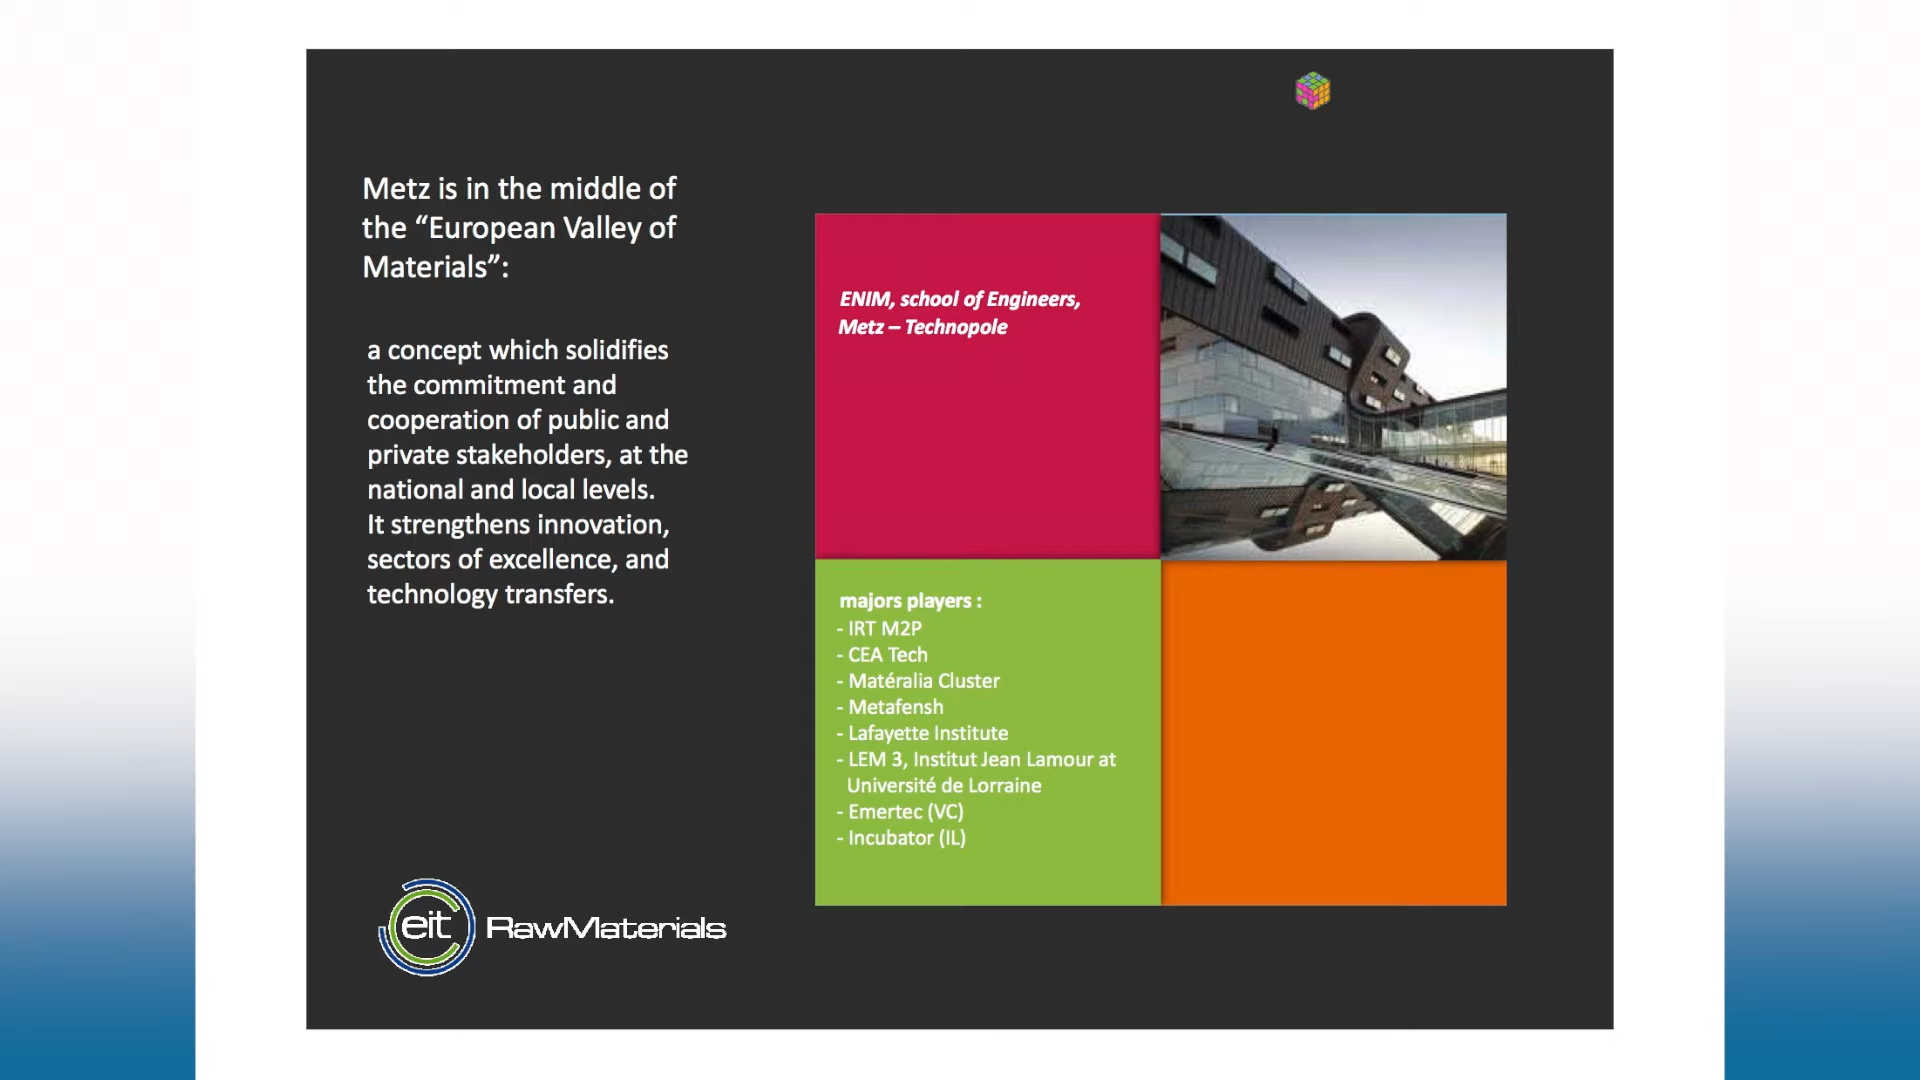 Metz is in the middle of
the “European Valley of
Materials”:
a concept which solidifies
the commitment and
cooperation of public and
private stakeholders, at the
national and local levels.
It strengthens innovation,
sectors of excellence, and
technology transfers.
eit RawMaterials
ENIM, school of Engineers,
Metz – Technopole
majors players :
- IRT M2P
- CEA Tech
- Matéralia Cluster
- Metafensh
- Lafayette Institute
- LEM 3, Institut Jean Lamour at
Université de Lorraine
- Emertec (VC)
- Incubator (IL)